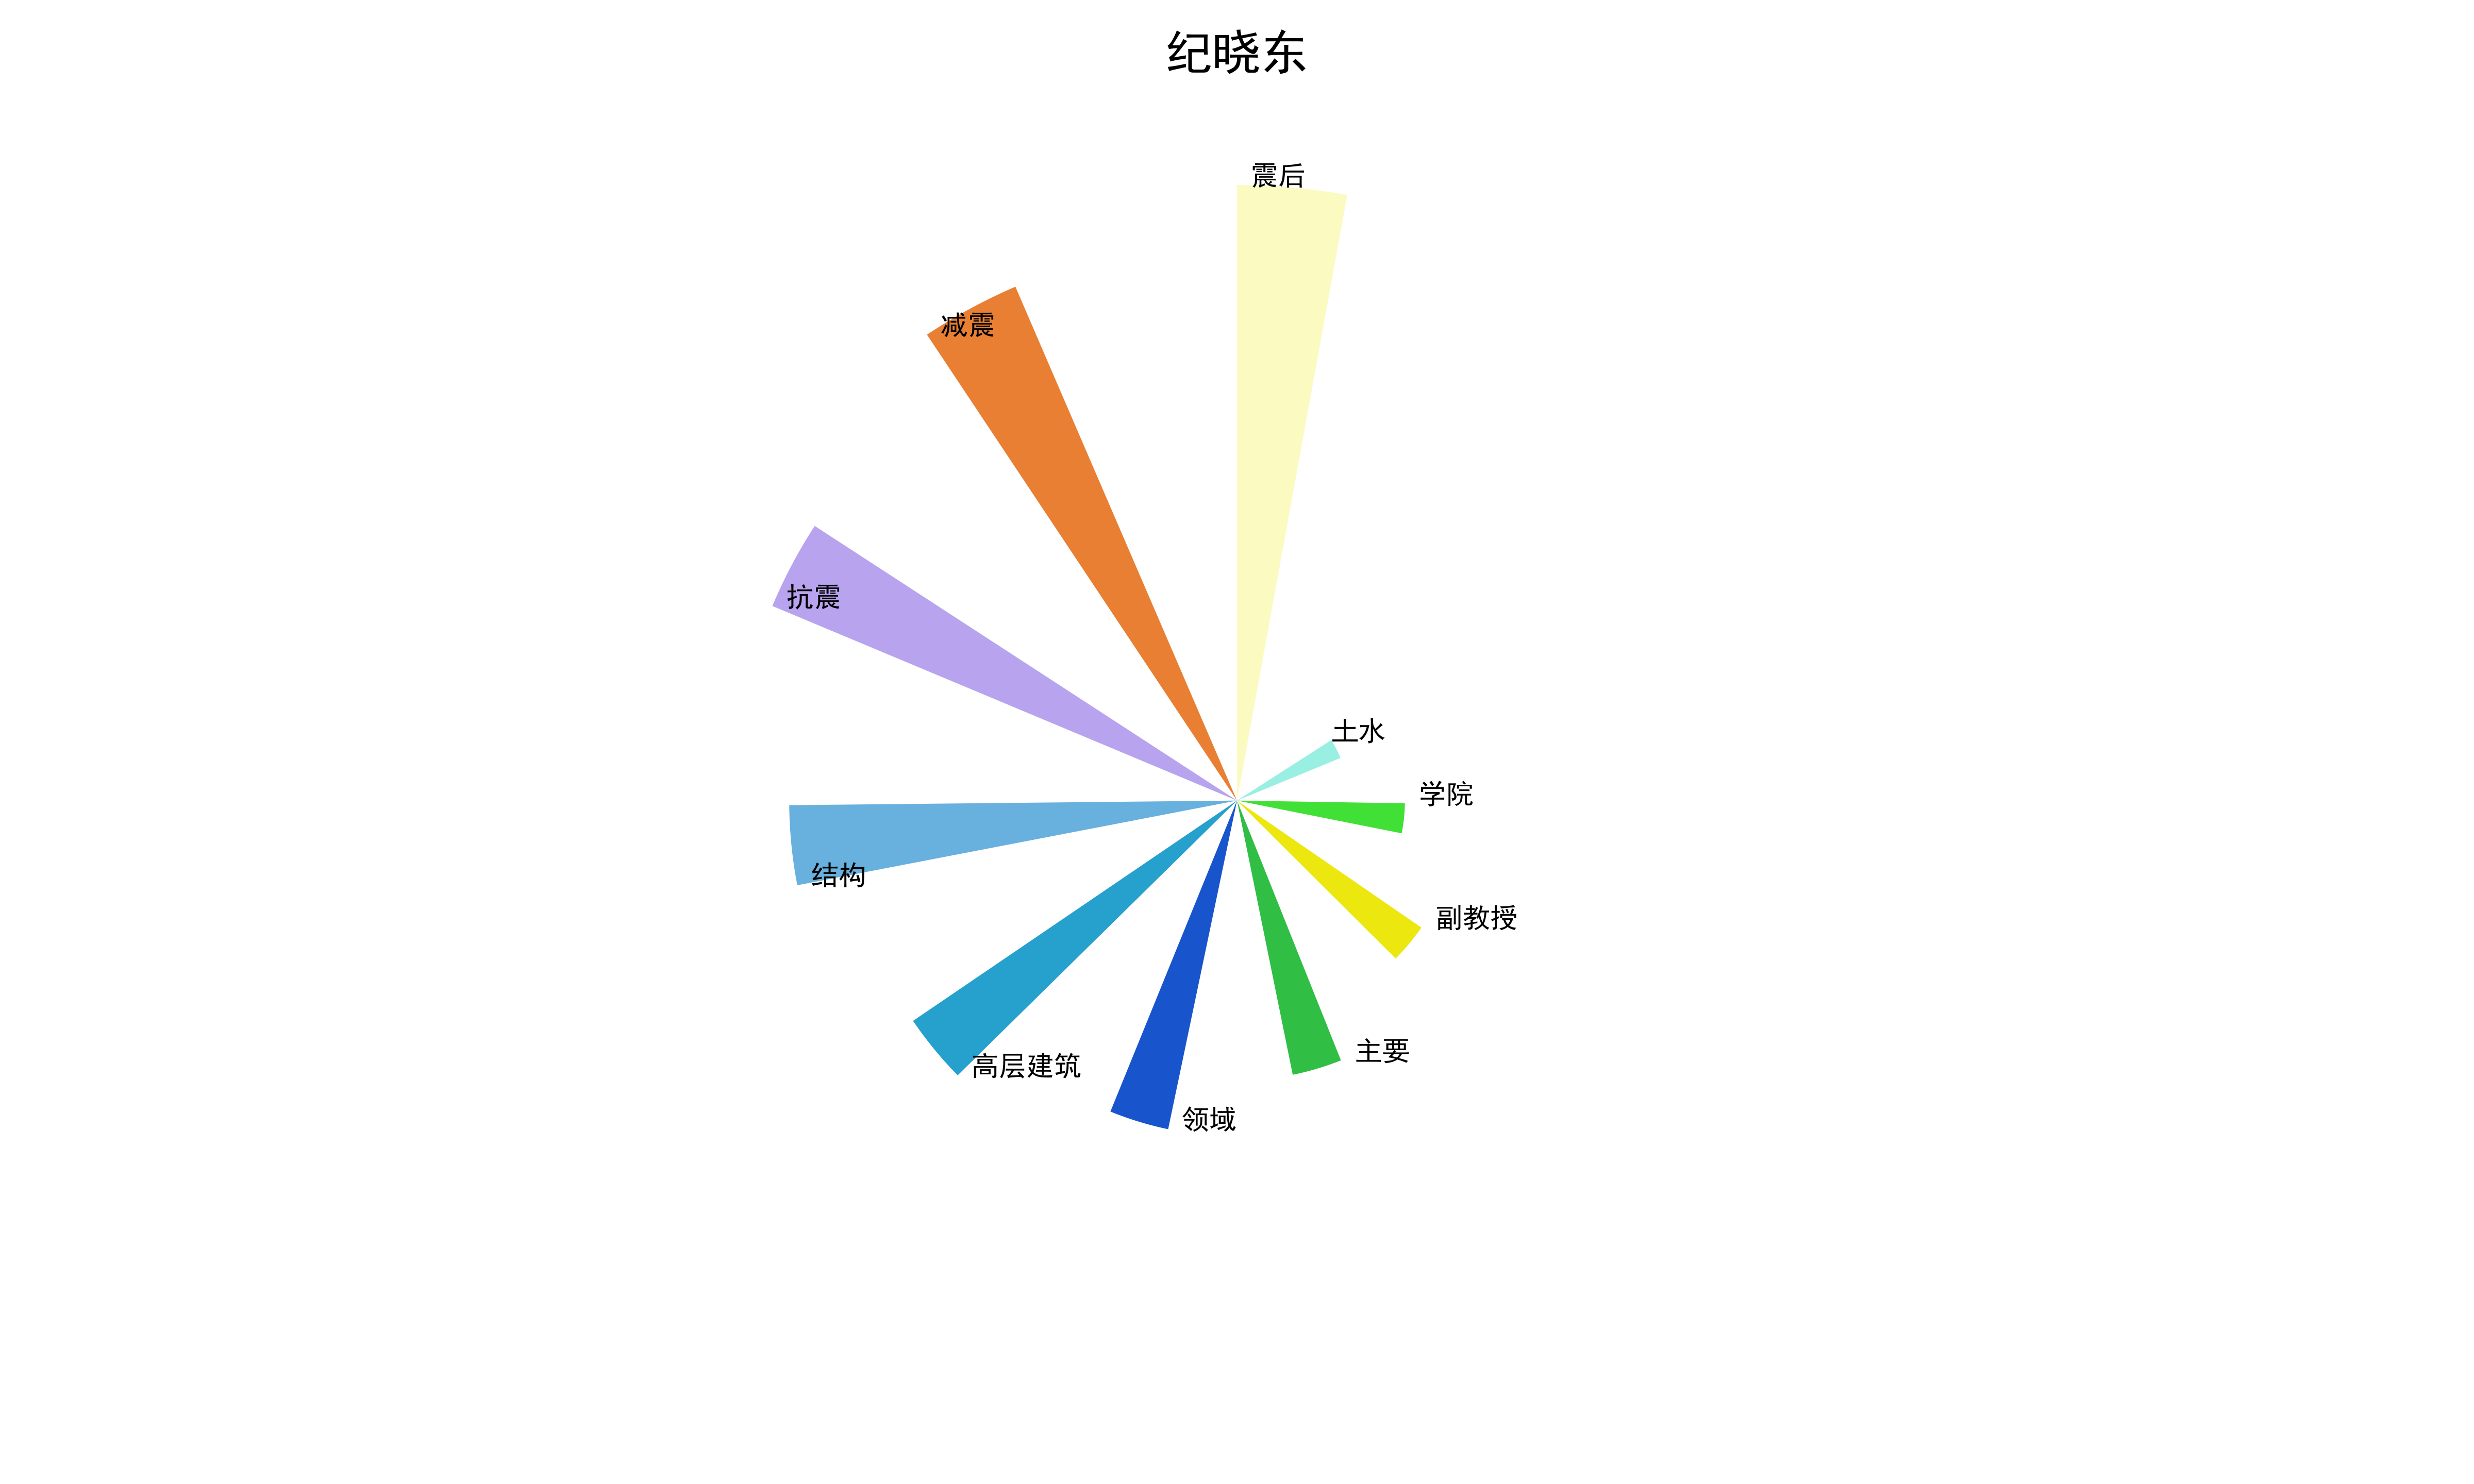 纪晓东
震后
减震
抗震
土水
学院
结构
副教授
主要
高层建筑
领域